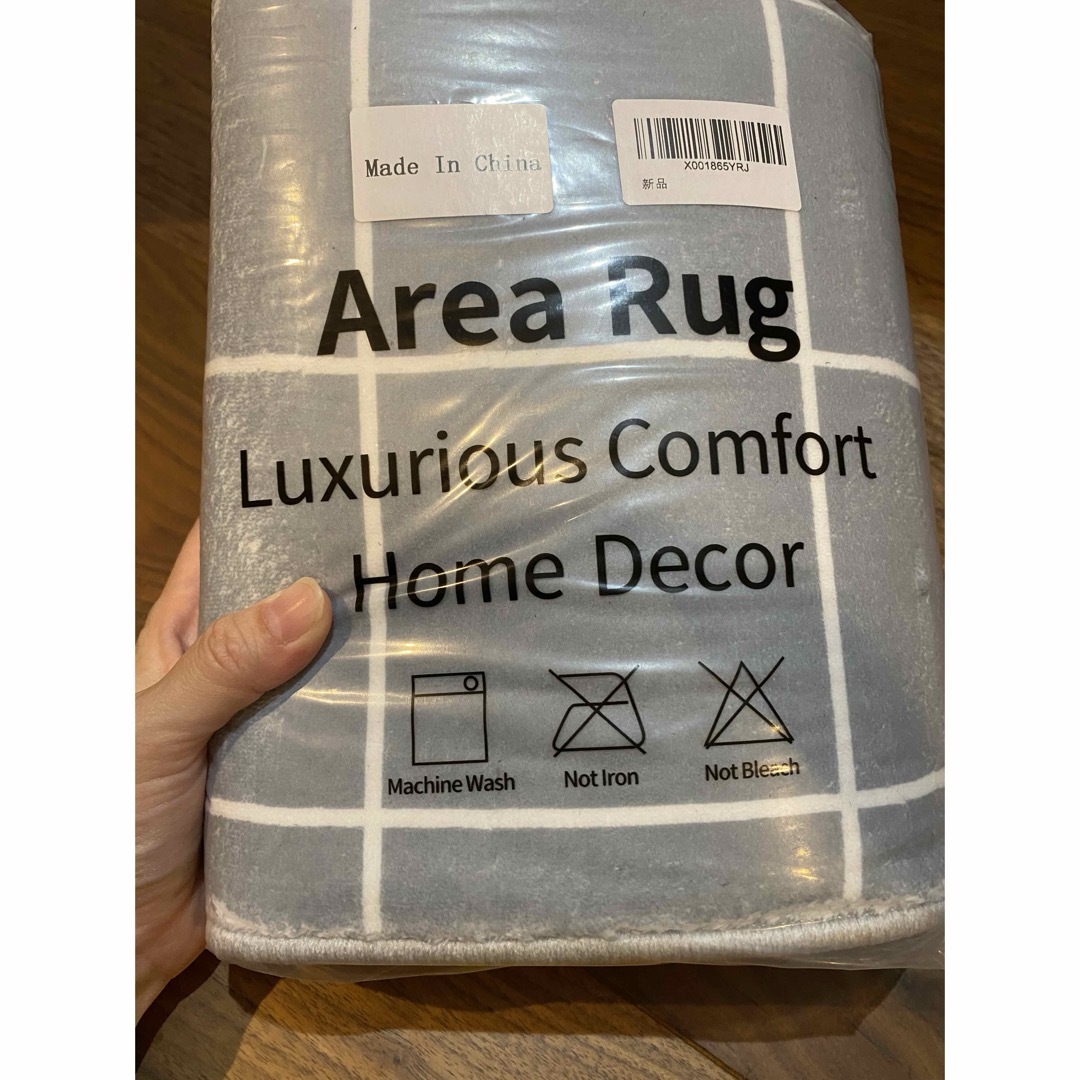 Made In China
X001865YRJ
新品
Area Rug
Luxurious Comfort
Home Decor
Machine Wash
Not Iron
Not Bleach